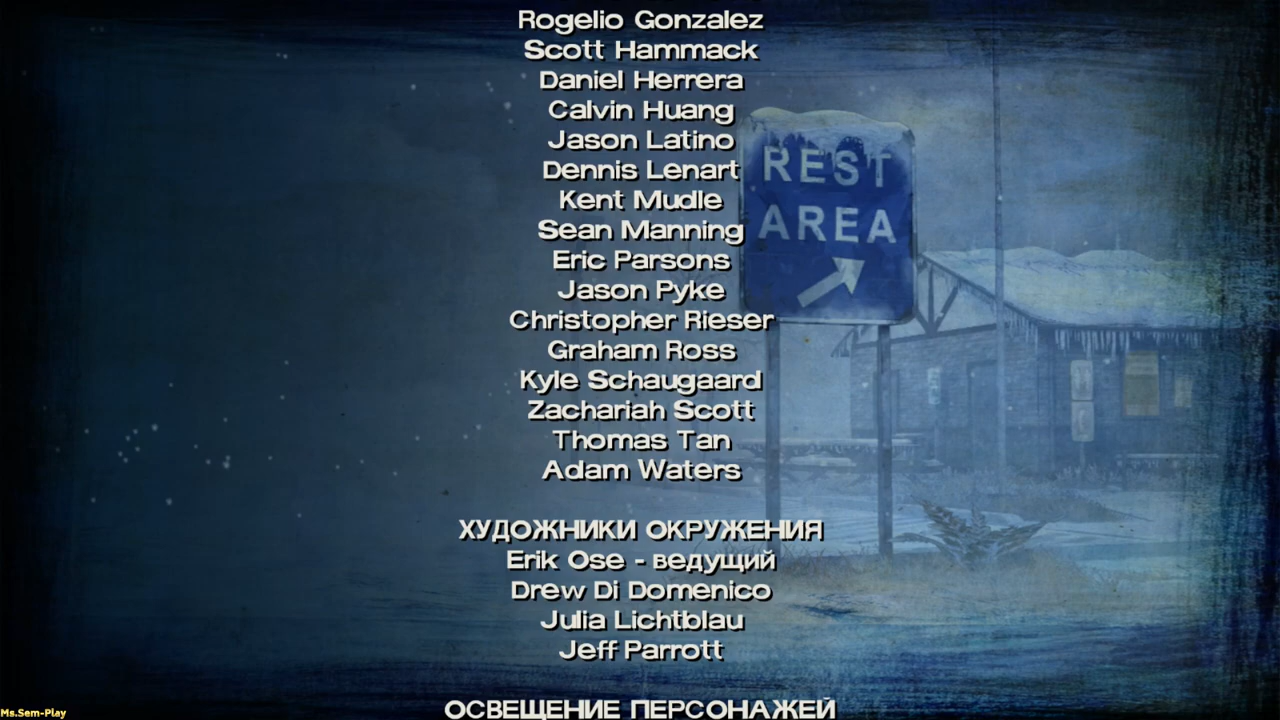 Rogelio Gonzalez
Scott Hammack
Daniel Herrera
Calvin Huang
Jason Latino
Dennis Lenart
Kent Mudle
Sean Manning
Eric Parsons
Jason Pyke
Christopher Rieser
Graham Ross
Kyle Schaugaard
Zachariah Scott
Thomas Tan
Adam Waters
REST
AREA
ХУДОЖНИКИ ОКРУЖЕНИЯ
Erik Ose - ведущий
Drew Di Domenico
Julia Lichtblau
Jeff Parrott
ОСВЕЩЕНИЕ ПЕРСОНАЖЕЙ
Ms.Sem-Play